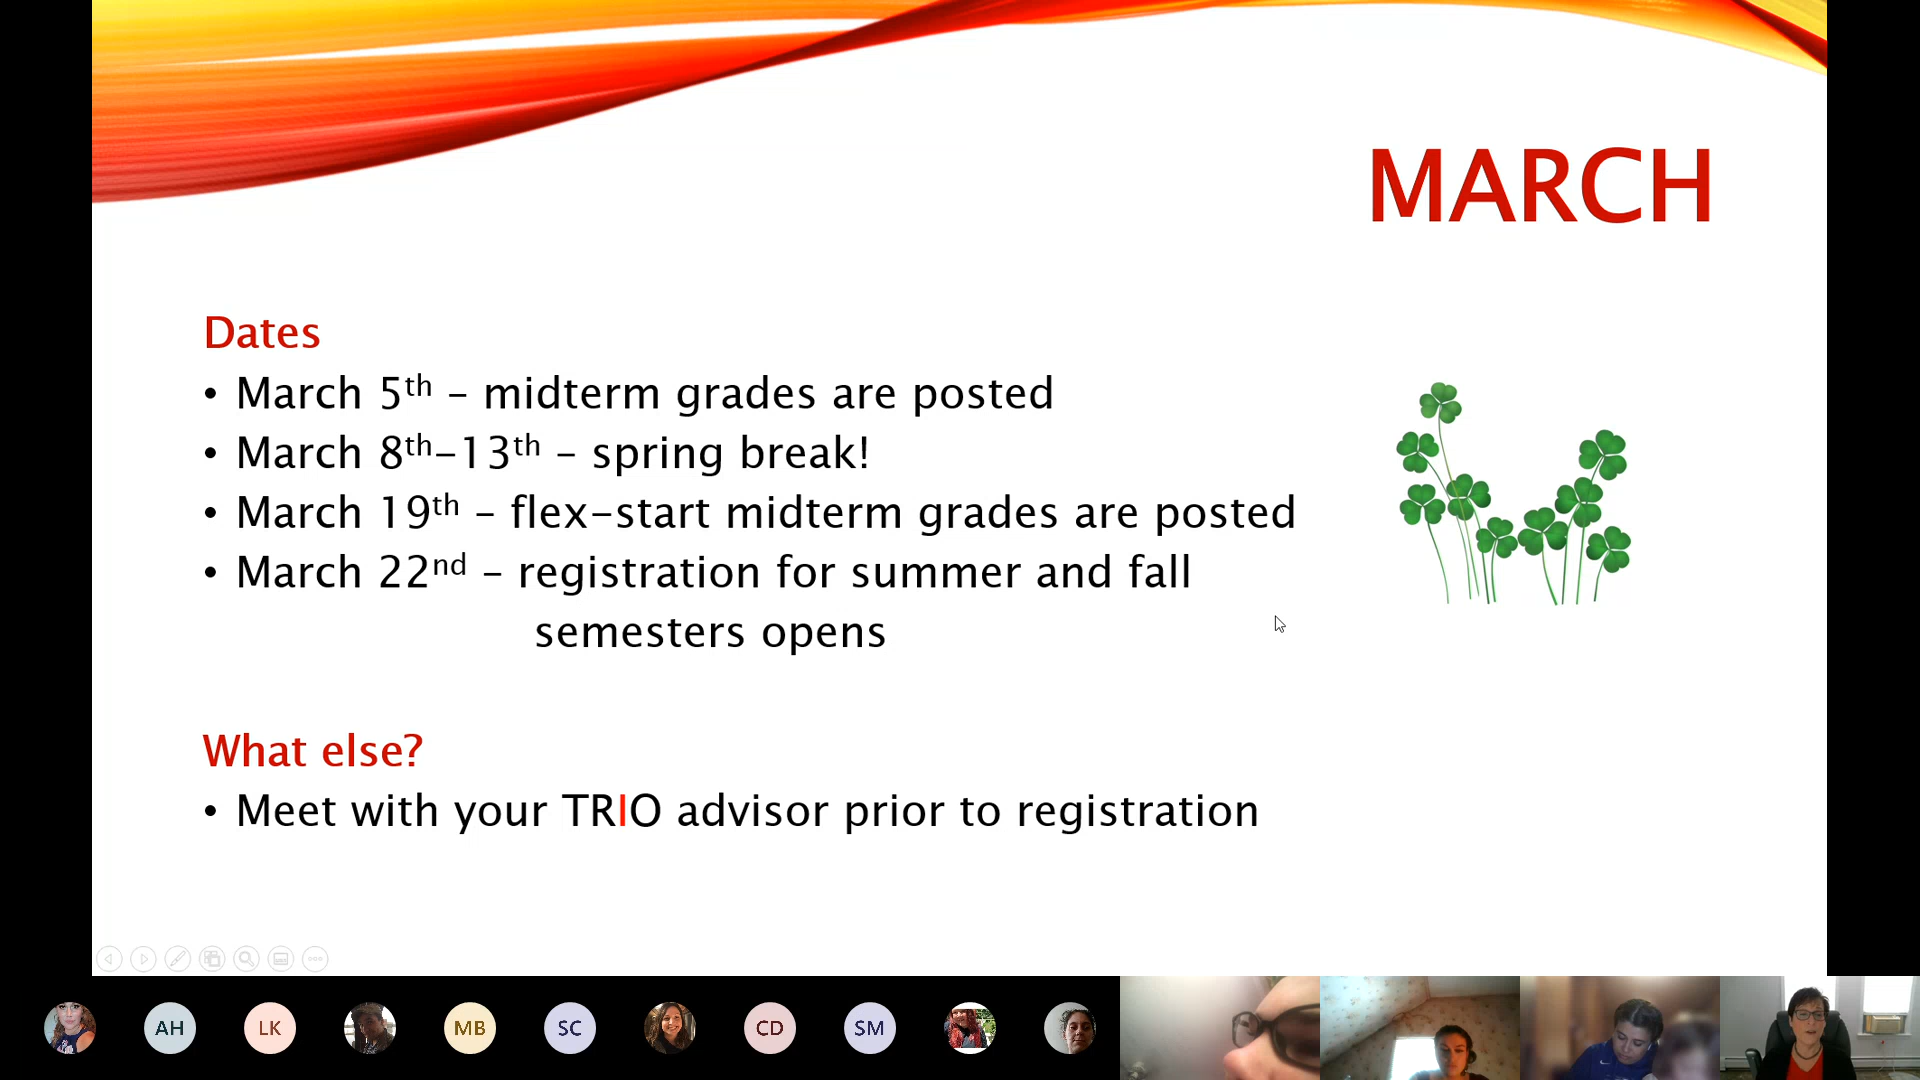 MARCH
Dates
• March 5th – midterm grades are posted
• March 8th–13th – spring break!
• March 19th – flex–start midterm grades are posted
• March 22nd – registration for summer and fall
semesters opens
What else?
• Meet with your TRIO advisor prior to registration
AH LK MB SC CD SM